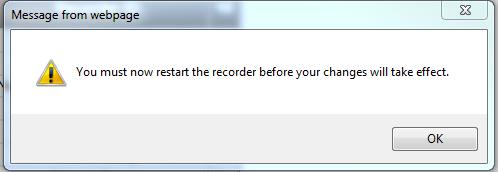 Message from webpage
You must now restart the recorder before your changes will take effect.
OK